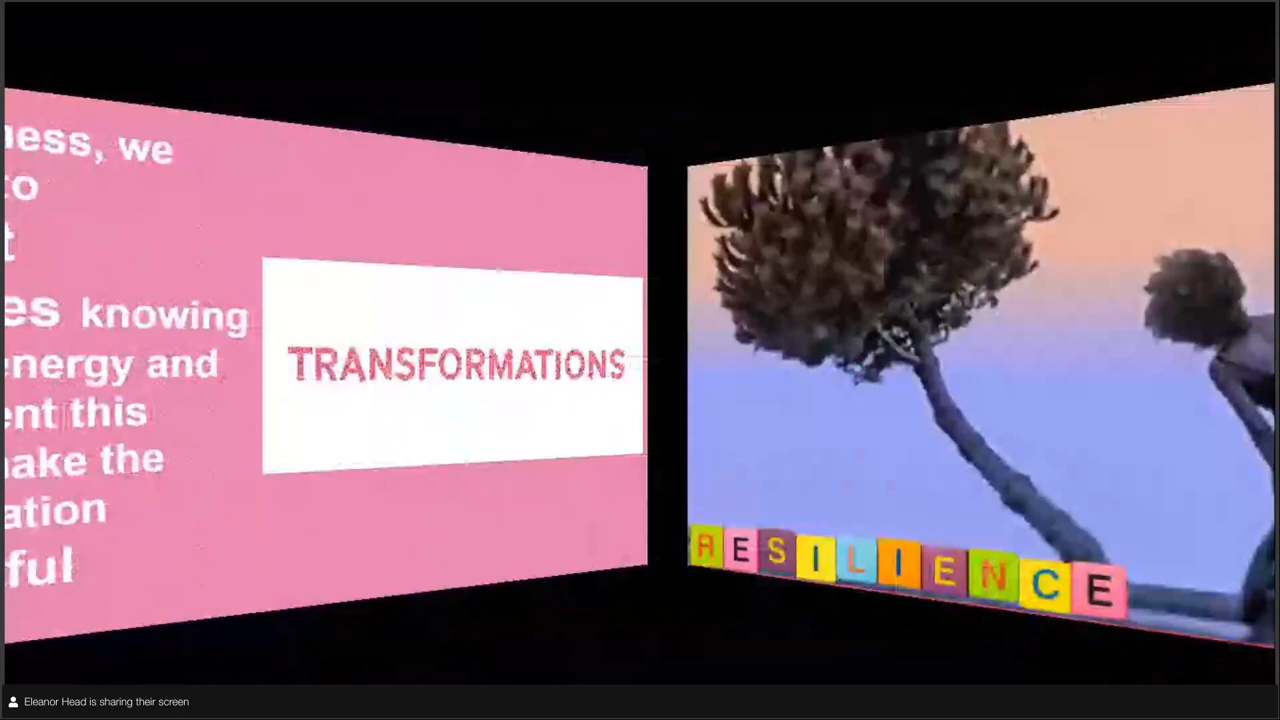 ness, we
to
t
es knowing
energy and
ent this
make the
ation
ful
TRANSFORMATIONS
RESILIENCE
Eleanor Head is sharing their screen